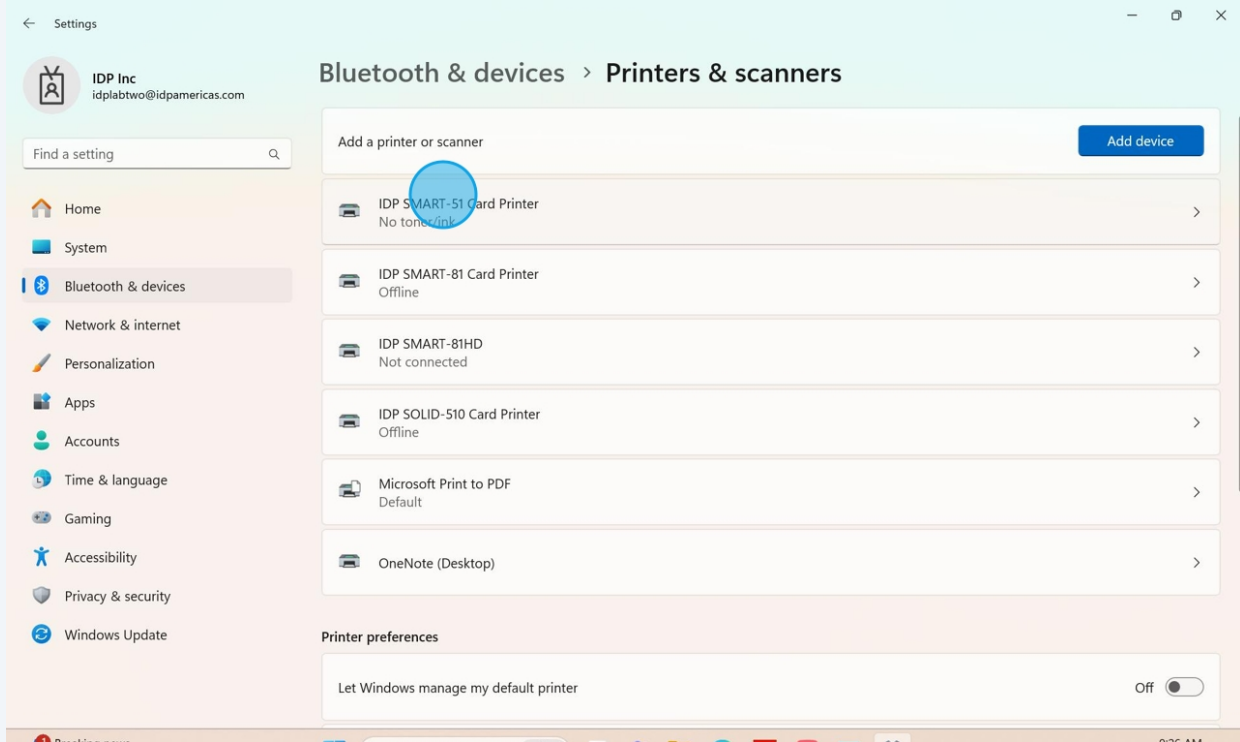 Settings
IDP Inc
idplabtwo@idpamericas.com
Find a setting
Home
System
Bluetooth & devices
Network & internet
Personalization
Apps
Accounts
Time & language
Gaming
Accessibility
Privacy & security
Windows Update
Bluetooth & devices > Printers & scanners
Add a printer or scanner
Add device
IDP SMART-51 Card Printer
No toner/ink
IDP SMART-81 Card Printer
Offline
IDP SMART-81HD
Not connected
IDP SOLID-510 Card Printer
Offline
Microsoft Print to PDF
Default
OneNote (Desktop)
Printer preferences
Let Windows manage my default printer
Off